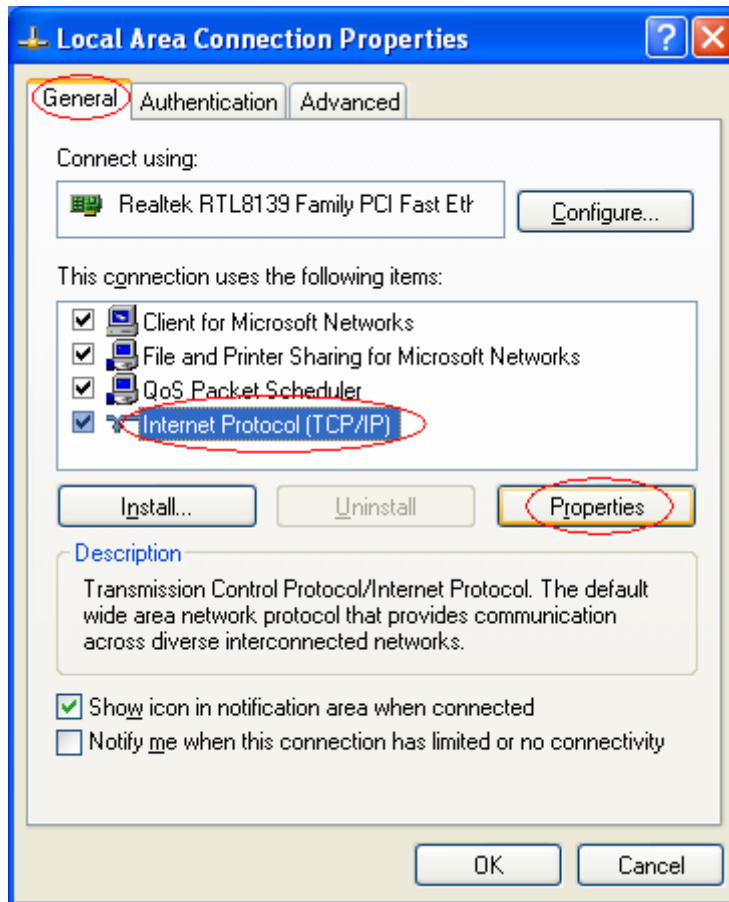 Local Area Connection Properties
General Authentication Advanced
Connect using:
Realtek RTL8139 Family PCI Fast Eth
Configure...
This connection uses the following items:
Client for Microsoft Networks
File and Printer Sharing for Microsoft Networks
QoS Packet Scheduler
Internet Protocol (TCP/IP)
Install... Uninstall Properties
Description
Transmission Control Protocol/Internet Protocol. The default
wide area network protocol that provides communication
across diverse interconnected networks.
Show icon in notification area when connected
Notify me when this connection has limited or no connectivity
OK Cancel